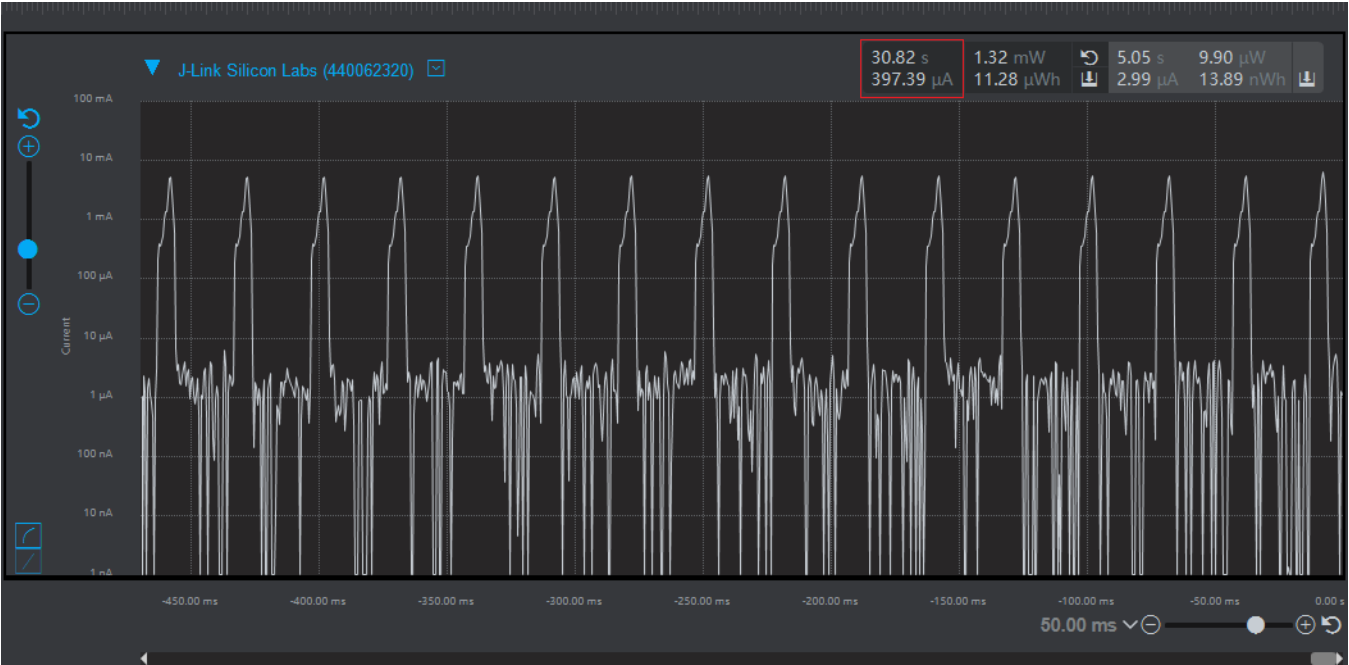 J-Link Silicon Labs (440062320)
30.82 s 1.32 mW 5.05 s 9.90 µW
397.39 µA 11.28 µWh 2.99 µA 13.89 nWh
100 mA
10 mA
1 mA
100 µA
10 µA
1 µA
100 nA
10 nA
1 nA
Current
-450.00 ms -400.00 ms -350.00 ms -300.00 ms -250.00 ms -200.00 ms -150.00 ms -100.00 ms -50.00 ms 0.00 s
50.00 ms